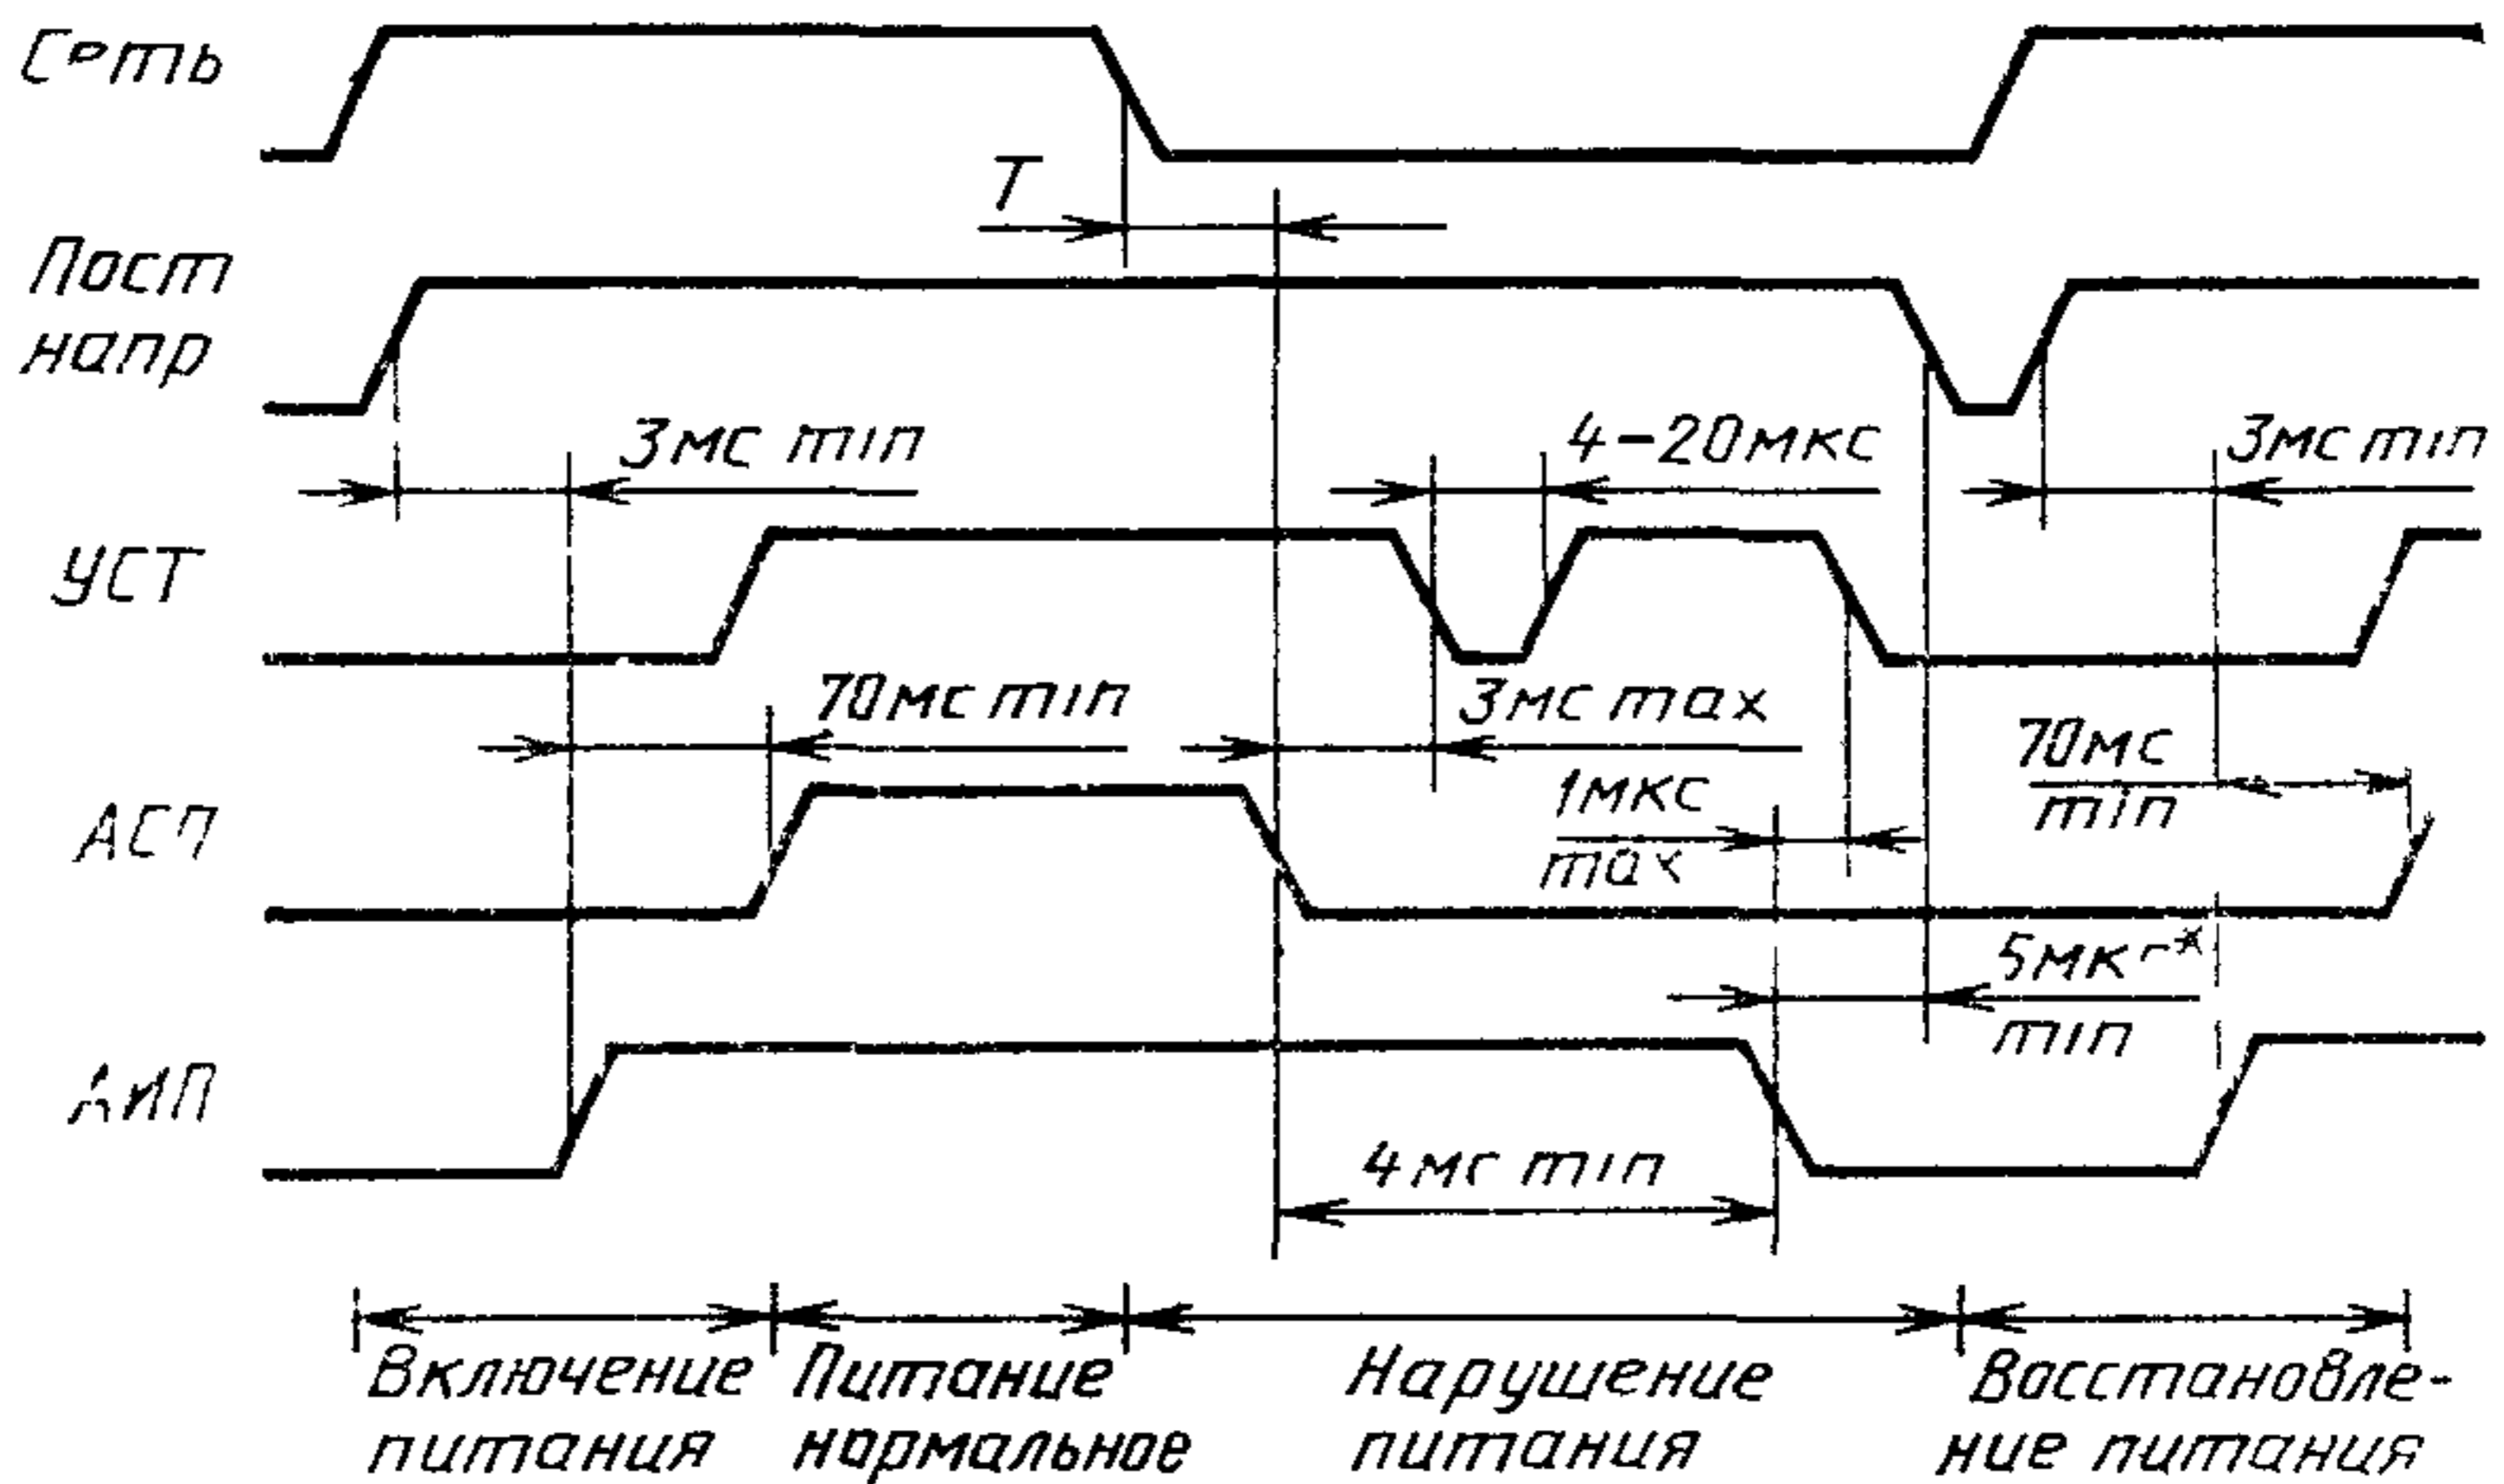 Сеть
T
Пост
напр
3мс min
4-20мкс
3мс min
УСТ
70мс min
3мс max
70мс
min
1мкс
max
АСП
5мкс*
min
АИП
4мс min
Включение
питания
Питание
нормальное
Нарушение
питания
Восстановле-
ние питания